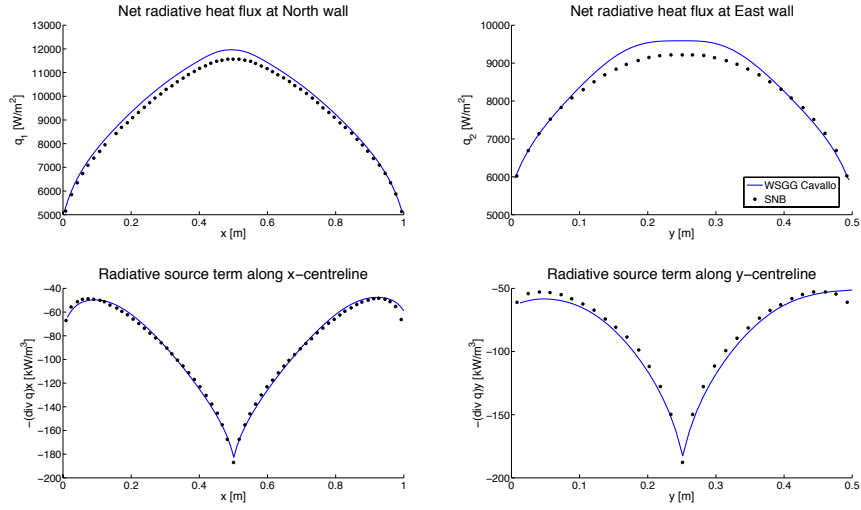 Net radiative heat flux at North wall
13000
12000
11000
10000
9000
8000
7000
6000
5000
q1 [W/m2]
0 0.2 0.4 0.6 0.8 1
x [m]
Net radiative heat flux at East wall
10000
9000
8000
7000
6000
5000
q2 [W/m2]
WSGG Cavallo
SNB
0 0.1 0.2 0.3 0.4 0.5
y [m]
Radiative source term along x−centreline
−40
−60
−80
−100
−120
−140
−160
−180
−200
−(div q)x [kW/m3]
0 0.2 0.4 0.6 0.8 1
x [m]
Radiative source term along y−centreline
−50
−100
−150
−200
−(div q)y [kW/m3]
0 0.1 0.2 0.3 0.4 0.5
y [m]